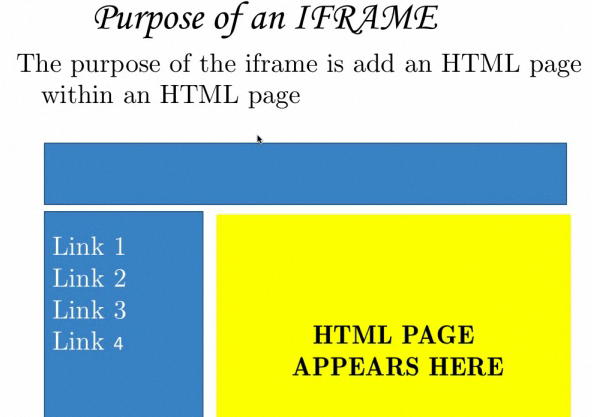 Purpose of an IFRAME
The purpose of the iframe is add an HTML page
within an HTML page
Link 1
Link 2
Link 3
Link 4
HTML PAGE
APPEARS HERE